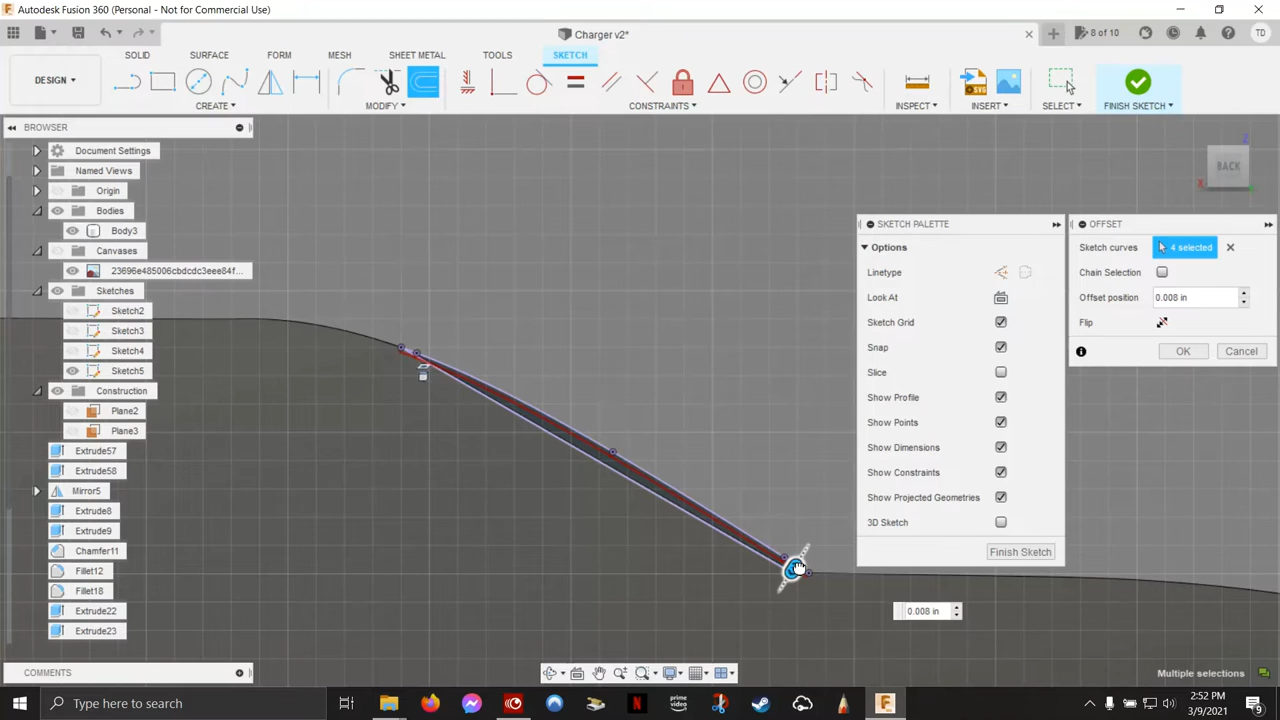 Autodesk Fusion 360 (Personal - Not for Commercial Use)
Charger v2*
8 of 10
TD
DESIGN
SOLID
SURFACE
FORM
MESH
SHEET METAL
TOOLS
SKETCH
CREATE
MODIFY
CONSTRAINTS
INSPECT
INSERT
SELECT
FINISH SKETCH
SVG
BROWSER
Document Settings
Named Views
Origin
Bodies
Body3
Canvases
23696e485006cbdcdc3eee84f...
Sketches
Sketch2
Sketch3
Sketch4
Sketch5
Construction
Plane2
Plane3
Extrude57
Extrude58
Mirror5
Extrude8
Extrude9
Chamfer11
Fillet12
Fillet18
Extrude22
Extrude23
BACK
Z
X
SKETCH PALETTE
Options
Linetype
Look At
Sketch Grid
Snap
Slice
Show Profile
Show Points
Show Dimensions
Show Constraints
Show Projected Geometries
3D Sketch
Finish Sketch
OFFSET
Sketch curves
4 selected
Chain Selection
Offset position
0.008 in
Flip
OK
Cancel
0.008 in
COMMENTS
Multiple selections
Type here to search
prime
video
2:52 PM
3/9/2021